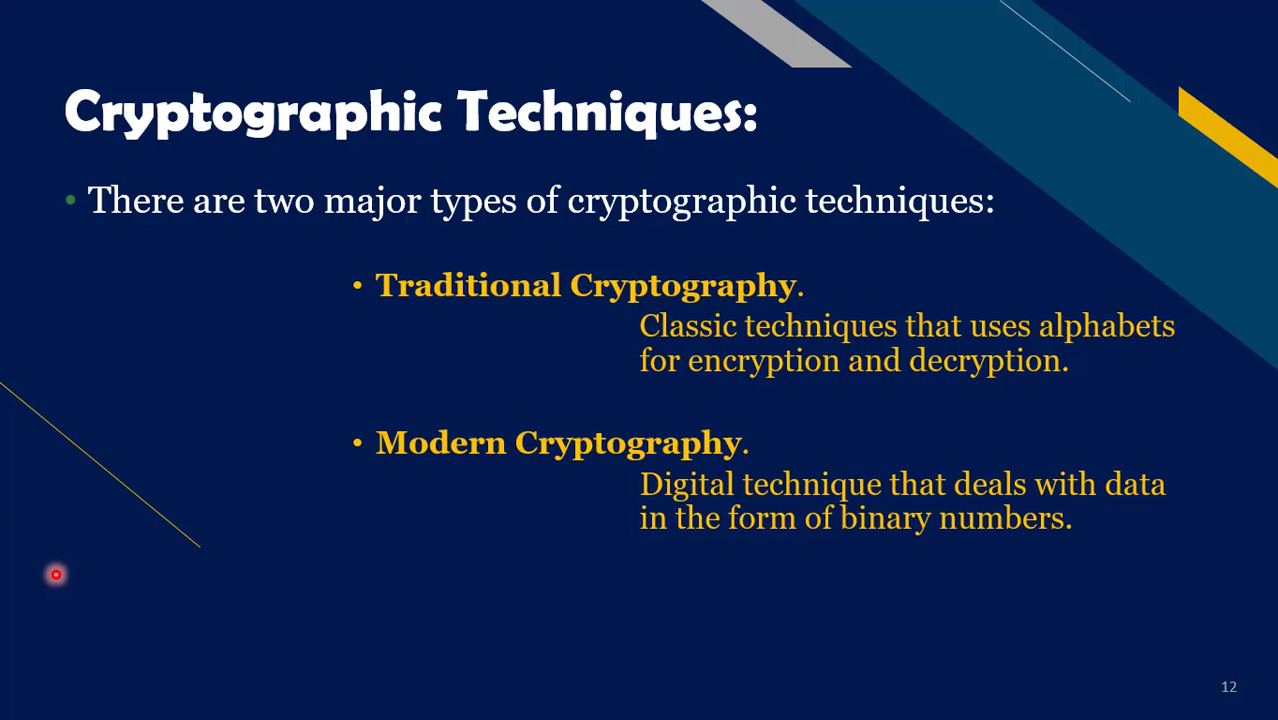 Cryptographic Techniques:
• There are two major types of cryptographic techniques:
• Traditional Cryptography.
Classic techniques that uses alphabets
for encryption and decryption.
• Modern Cryptography.
Digital technique that deals with data
in the form of binary numbers.
12